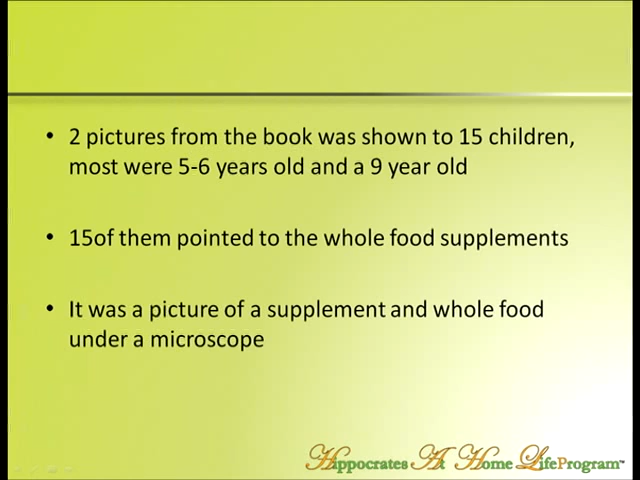 • 2 pictures from the book was shown to 15 children,
most were 5-6 years old and a 9 year old
• 15of them pointed to the whole food supplements
• It was a picture of a supplement and whole food
under a microscope
Hippocrates At Home LifeProgram™